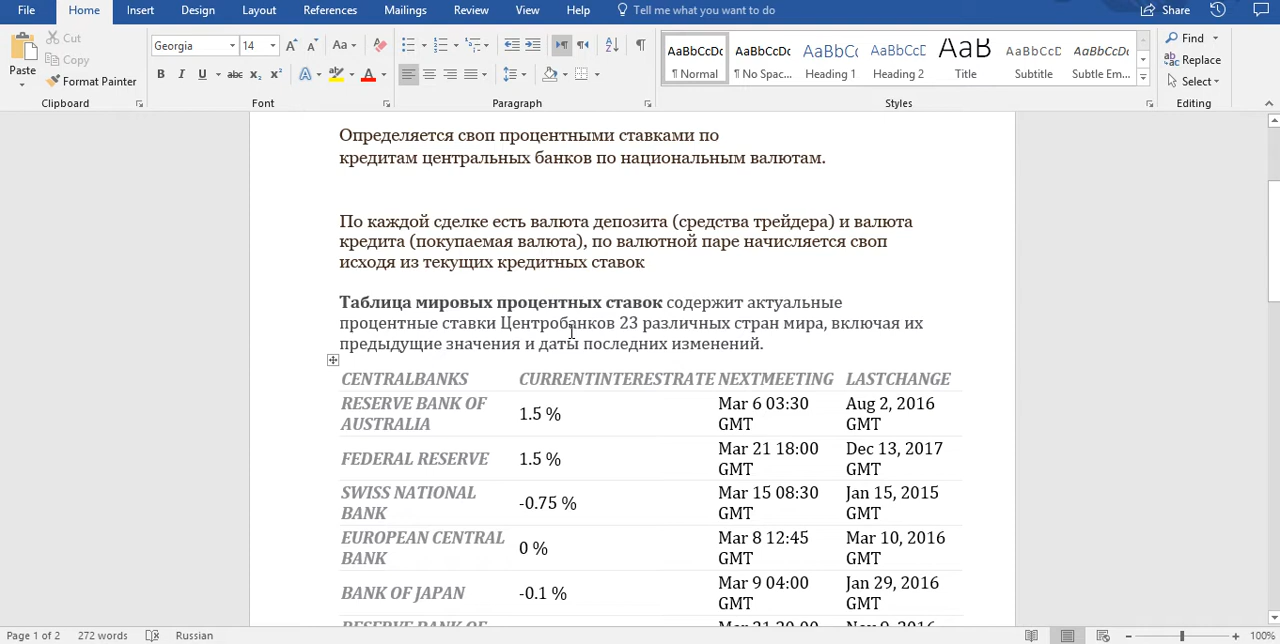 File Home Insert Design Layout References Mailings Review View Help Tell me what you want to do Share
Cut
Copy
Paste
Format Painter
Georgia 14
Find
Replace
Select
AaBbCcDc AaBbCcDc AaBbCc AaBbCcD AaB AaBbCcD AaBbCcDc
¶ Normal ¶ No Spac... Heading 1 Heading 2 Title Subtitle Subtle Em...
Clipboard Font Paragraph Styles Editing
Определяется своп процентными ставками по
кредитам центральных банков по национальным валютам.
По каждой сделке есть валюта депозита (средства трейдера) и валюта
кредита (покупаемая валюта), по валютной паре начисляется своп
исходя из текущих кредитных ставок
Таблица мировых процентных ставок содержит актуальные
процентные ставки Центробанков 23 различных стран мира, включая их
предыдущие значения и даты последних изменений.
CENTRALBANKS CURRENTINTERESTRATE NEXTMEETING LASTCHANGE
RESERVE BANK OF AUSTRALIA 1.5 % Mar 6 03:30 GMT Aug 2, 2016 GMT
FEDERAL RESERVE 1.5 % Mar 21 18:00 GMT Dec 13, 2017 GMT
SWISS NATIONAL BANK -0.75 % Mar 15 08:30 GMT Jan 15, 2015 GMT
EUROPEAN CENTRAL BANK 0 % Mar 8 12:45 GMT Mar 10, 2016 GMT
BANK OF JAPAN -0.1 % Mar 9 04:00 GMT Jan 29, 2016 GMT
Page 1 of 2 272 words Russian 100%